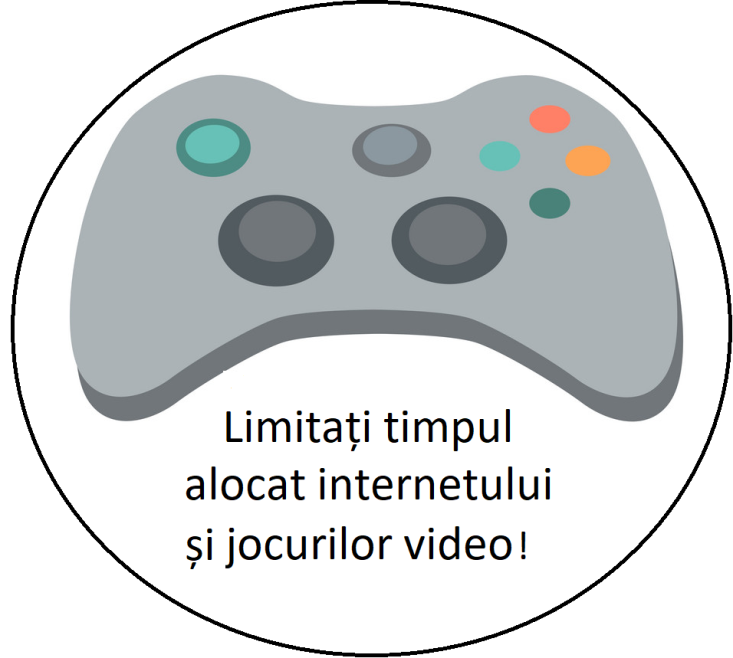 Limitați timpul
alocat internetului
și jocurilor video!